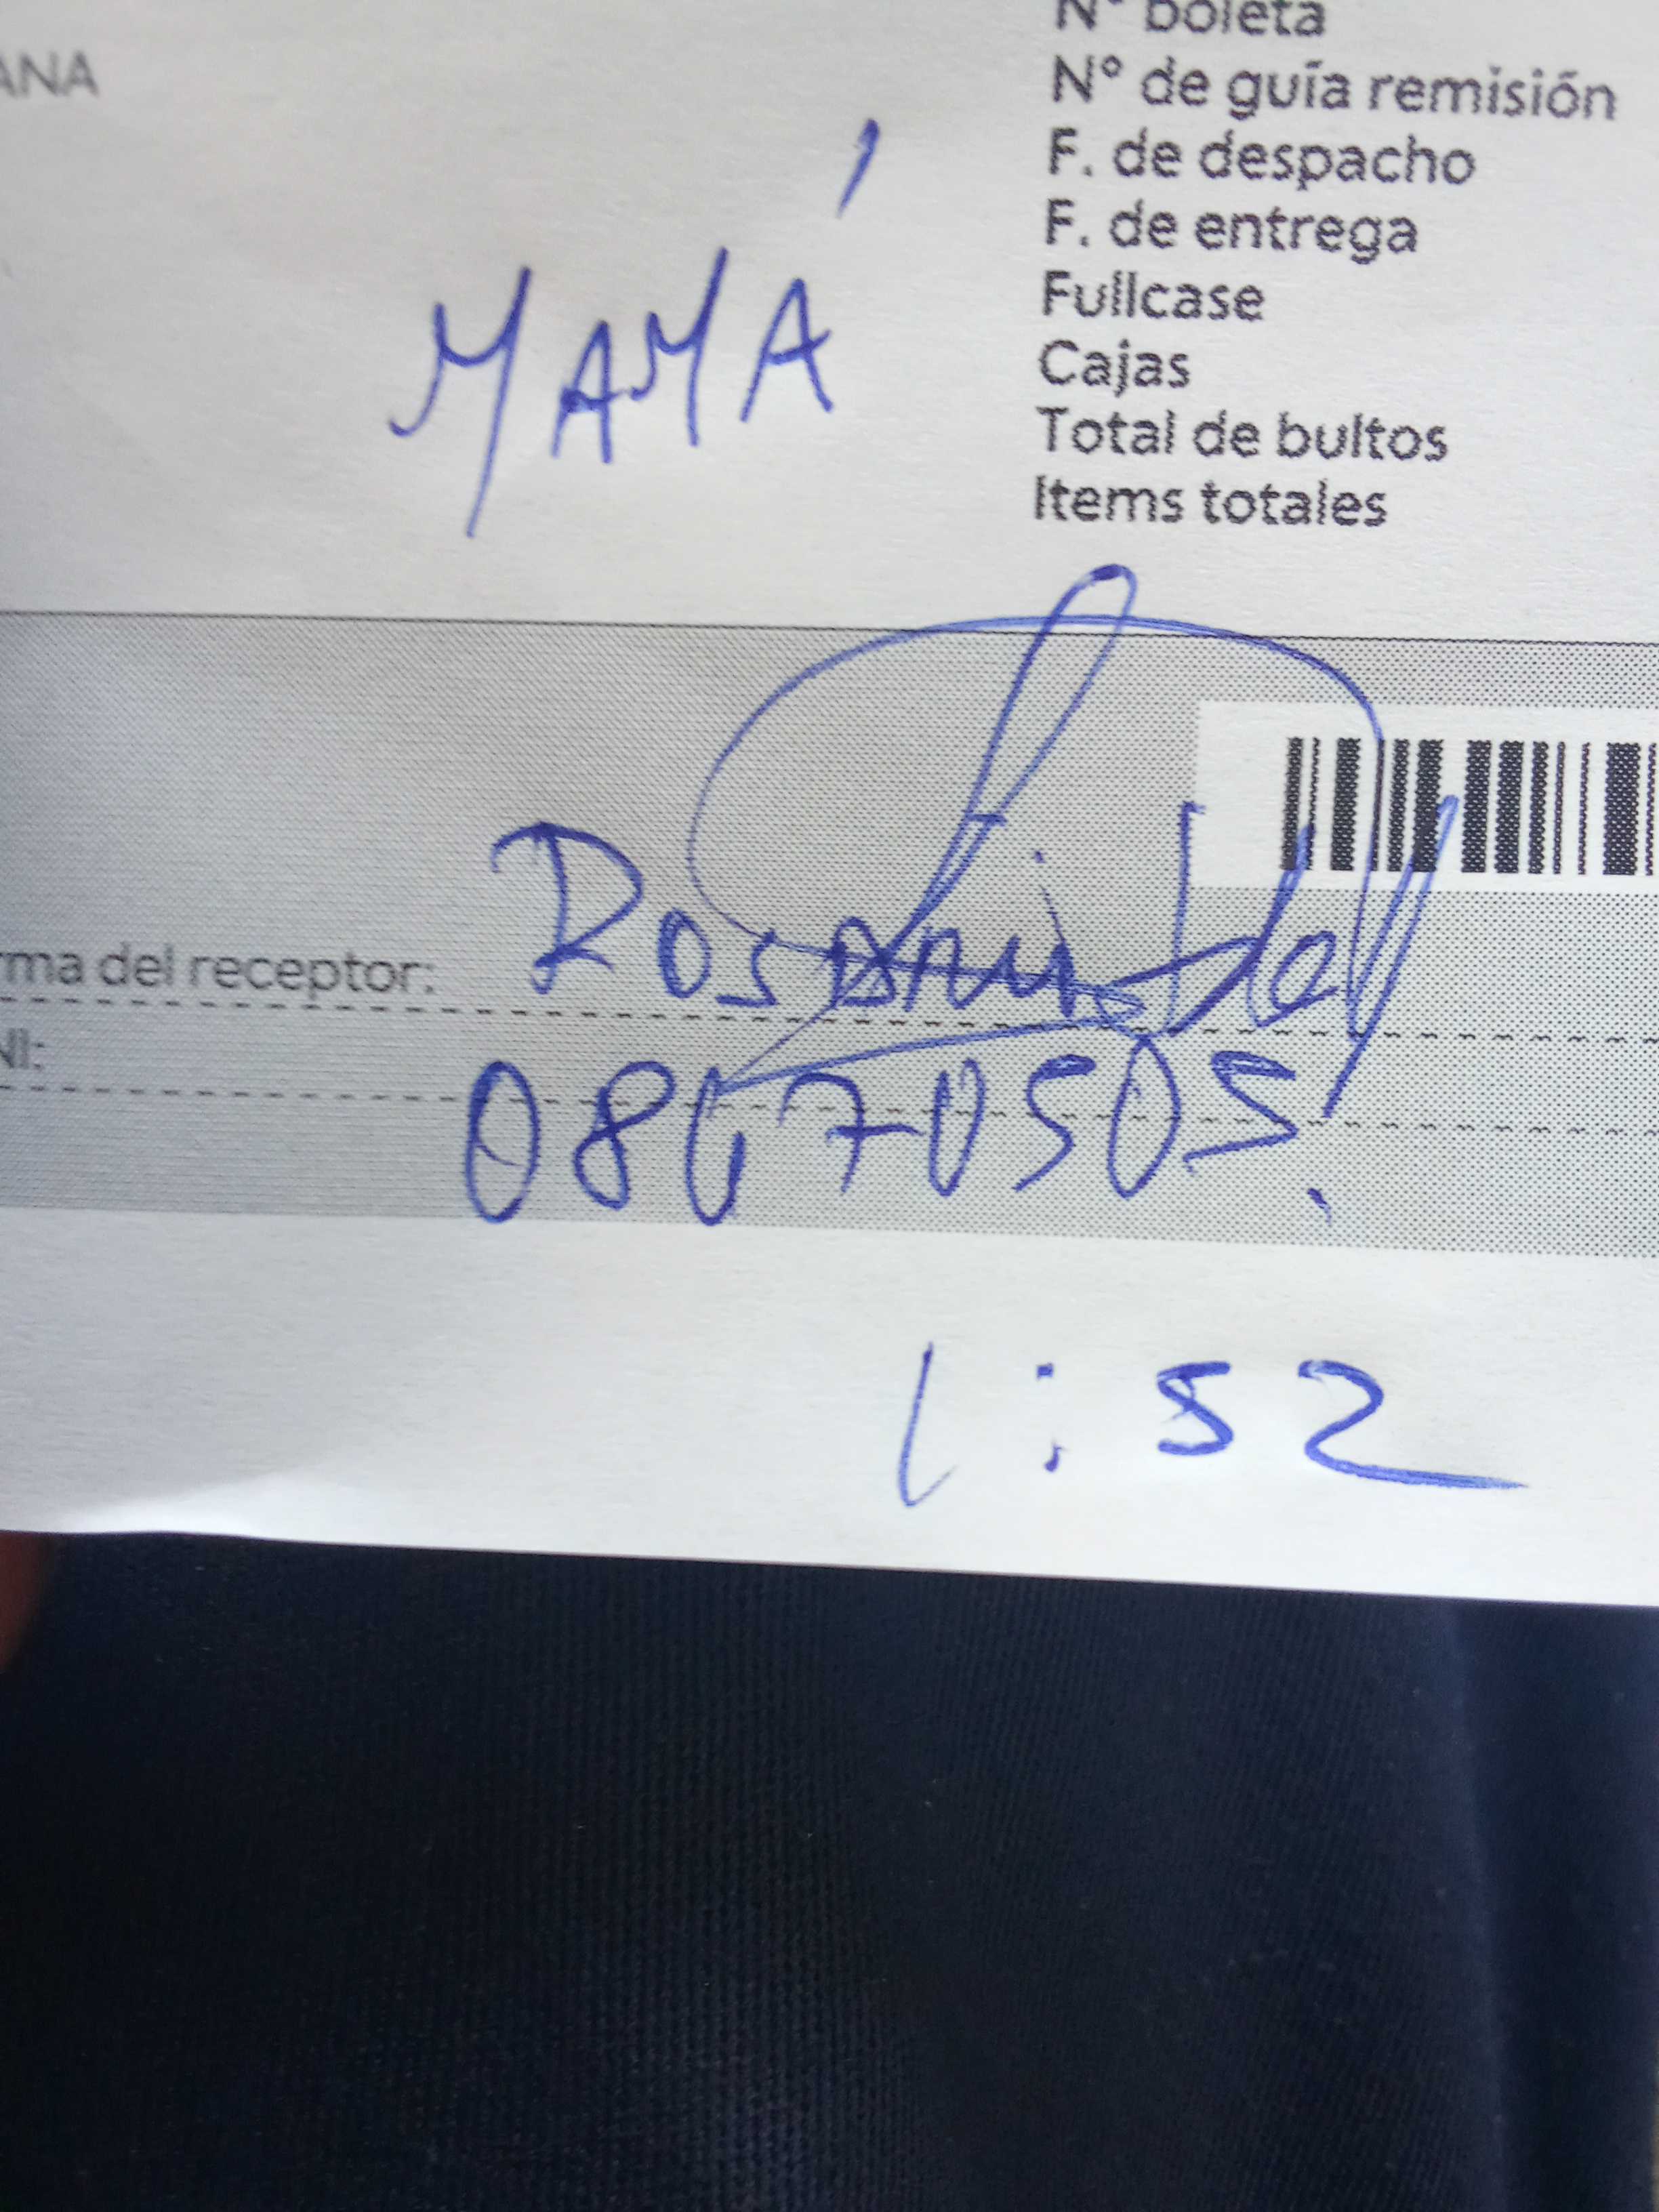 N° boleta
ANA
N° de guía remisión
F. de despacho
F. de entrega
MAMÁ
Fullcase
Cajas
Total de bultos
Items totales
rma del receptor:
NI:
1:52